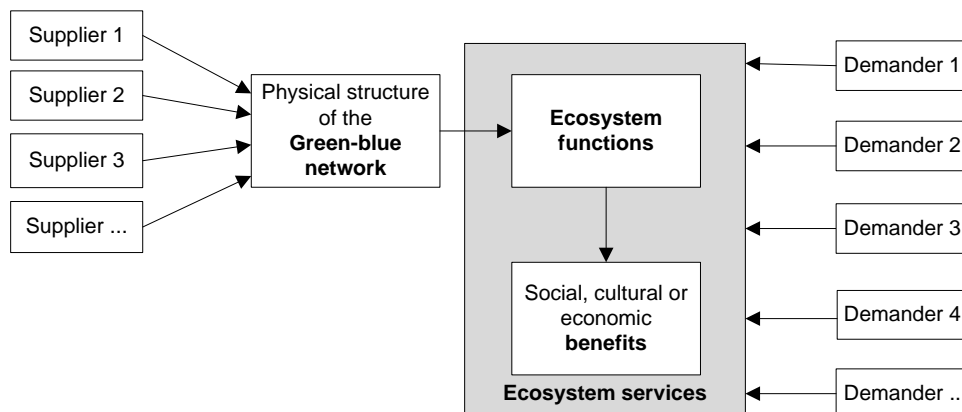 Supplier 1
Supplier 2
Supplier 3
Supplier ...
Physical structure
of the
Green-blue
network
Ecosystem
functions
Social, cultural or
economic
benefits
Ecosystem services
Demander 1
Demander 2
Demander 3
Demander 4
Demander ..